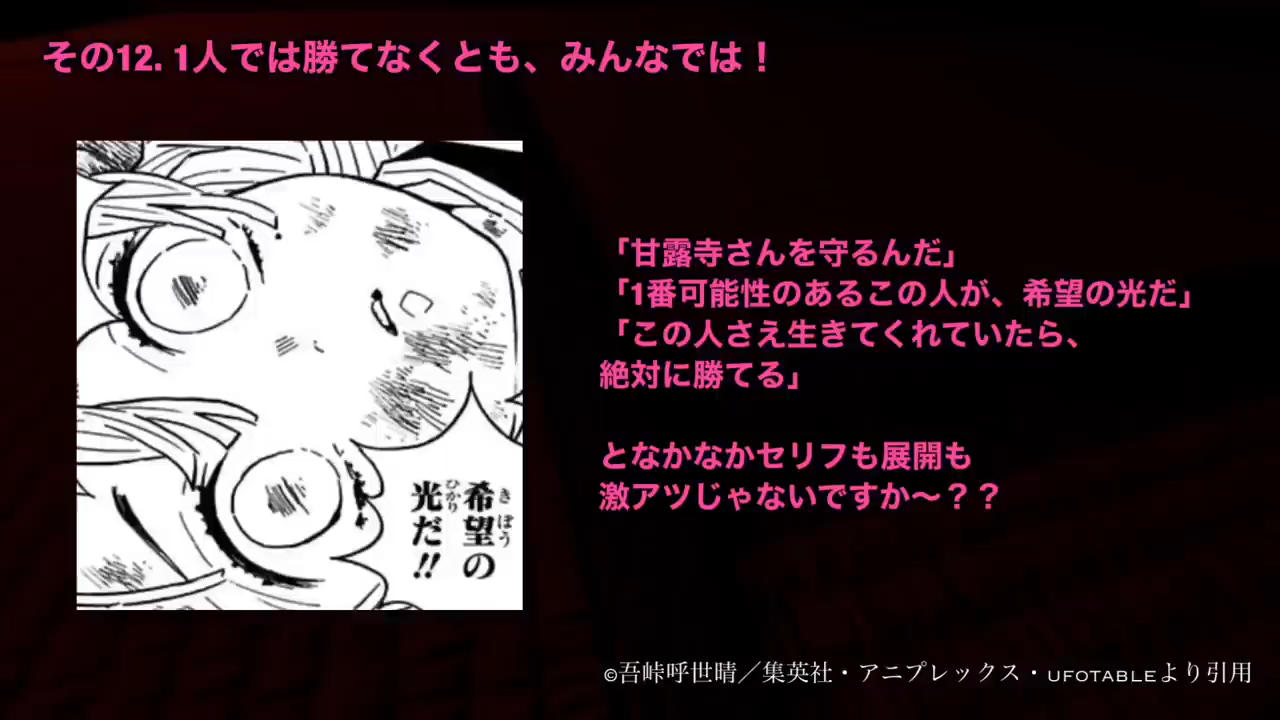 その12. 1人では勝てなくとも、みんなでは！
希望の
光だ!!
きぼう
ひかり
「甘露寺さんを守るんだ」
「1番可能性のあるこの人が、希望の光だ」
「この人さえ生きてくれていたら、
絶対に勝てる」
となかなかセリフも展開も
激アツじゃないですか〜？？
©吾峠呼世晴／集英社・アニプレックス・UFOTABLEより引用